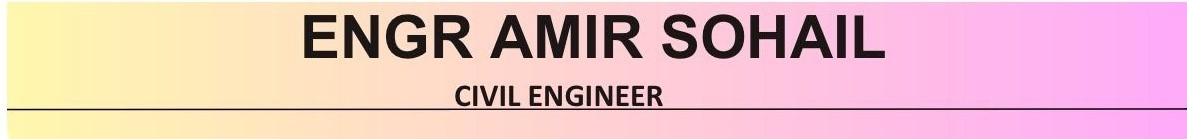 ENGR AMIR SOHAIL
CIVIL ENGINEER